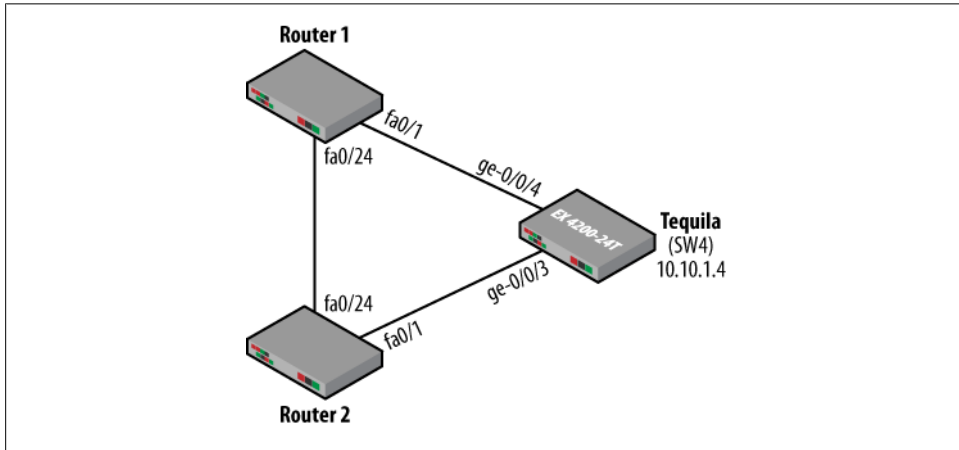 Router 1
fa0/1
fa0/24
ge-0/0/4
EX 4200-24T
Tequila
(SW4)
10.10.1.4
ge-0/0/3
fa0/24
fa0/1
Router 2